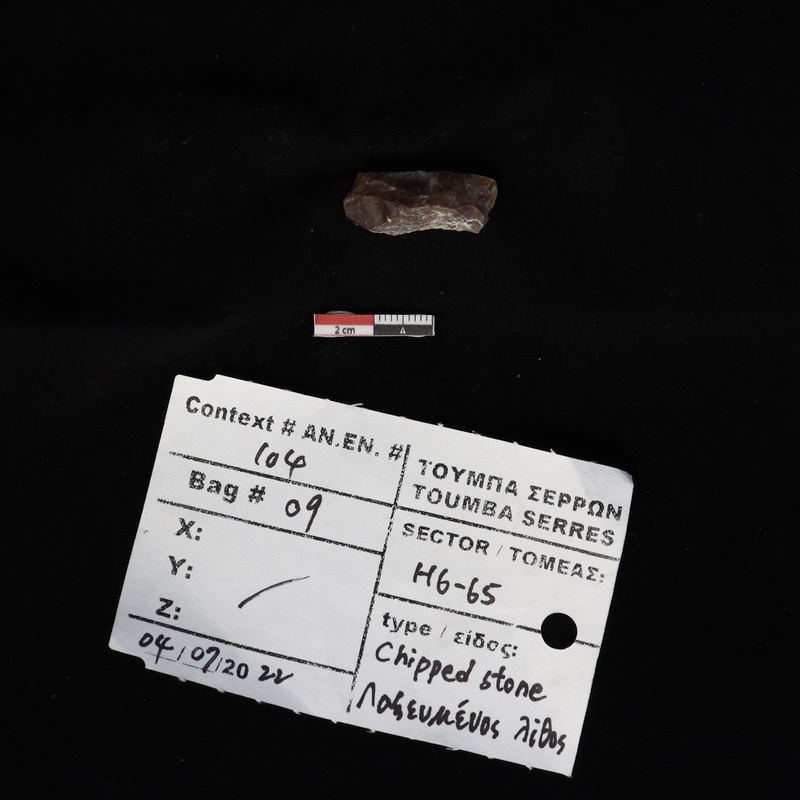 2 cm
Context # AN.EN. #
104
Bag # 09
X:
Y:
Z:
04/07/2022
ΤΟΥΜΠΑ ΣΕΡΡΩΝ
TOUMBA SERRES
SECTOR / ΤΟΜΕΑΣ:
H6-65
type / είδος:
Chipped stone
Λαξευμένος λίθος